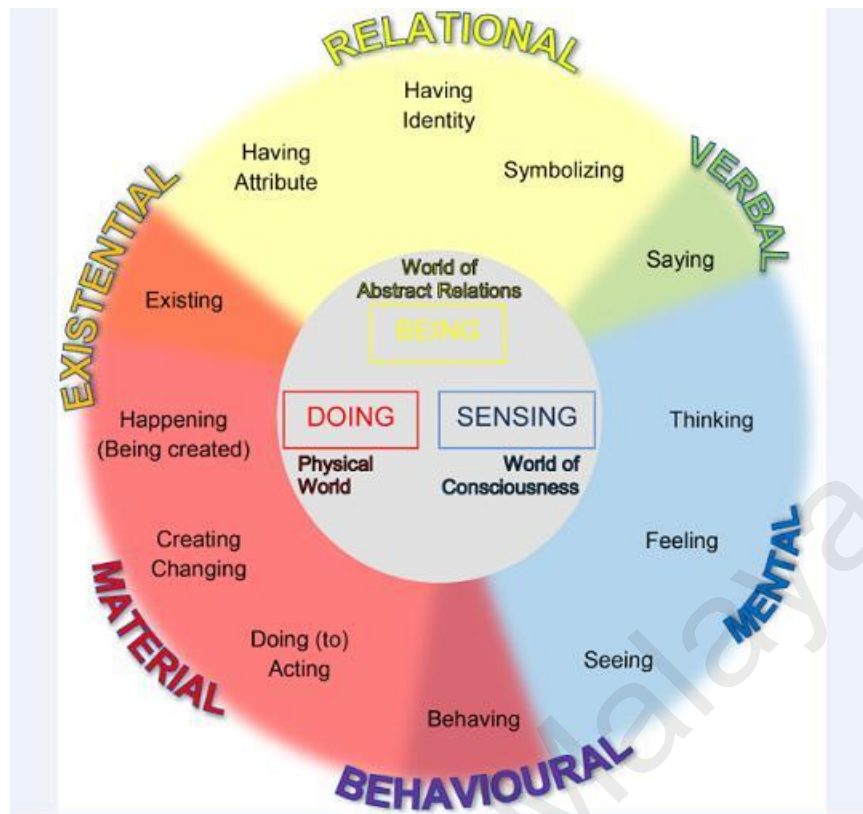 RELATIONAL
Having
Identity
Having
Attribute
Symbolizing
VERBAL
Saying
EXISTENTIAL
Existing
World of
Abstract Relations
BEING
DOING
SENSING
Physical
World
World of
Consciousness
Thinking
Happening
(Being created)
Feeling
MENTAL
Creating
Changing
MATERIAL
Doing (to)
Acting
Seeing
Behaving
BEHAVIOURAL
Malaya